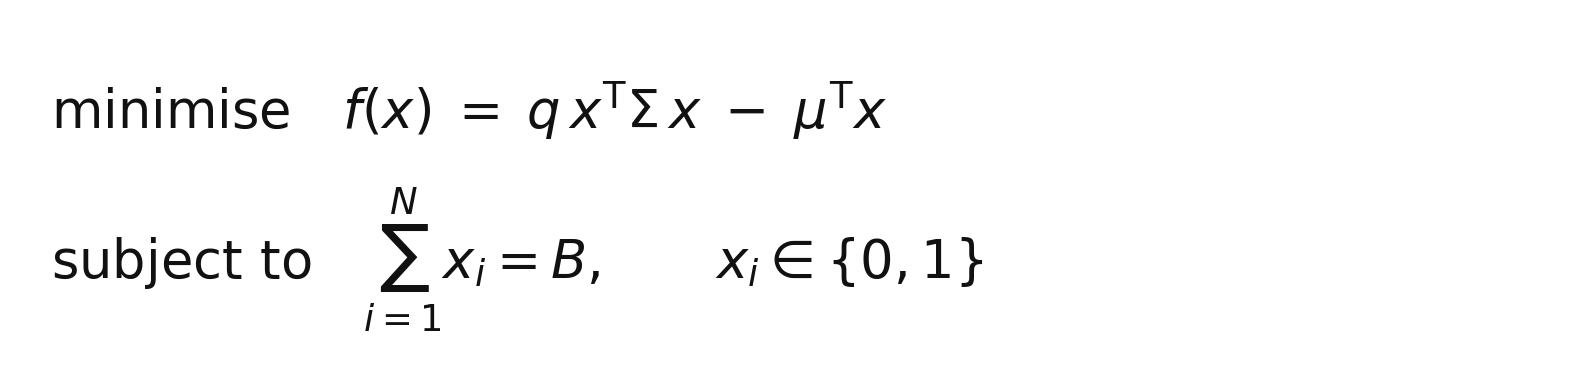 minimise f(x) = q xᵀΣ x − μᵀx
subject to ∑_{i=1}^{N} x_i = B, x_i ∈ {0, 1}